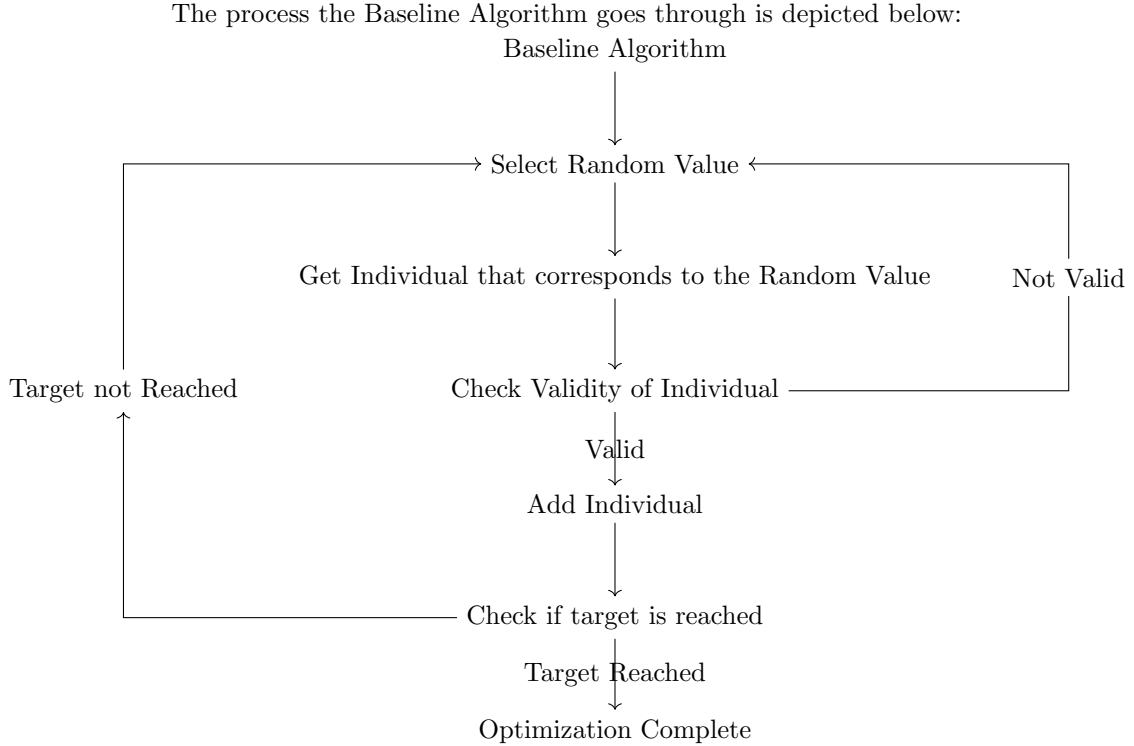 The process the Baseline Algorithm goes through is depicted below:
Baseline Algorithm
Select Random Value
Get Individual that corresponds to the Random Value
Not Valid
Target not Reached
Check Validity of Individual
Valid
Add Individual
Check if target is reached
Target Reached
Optimization Complete